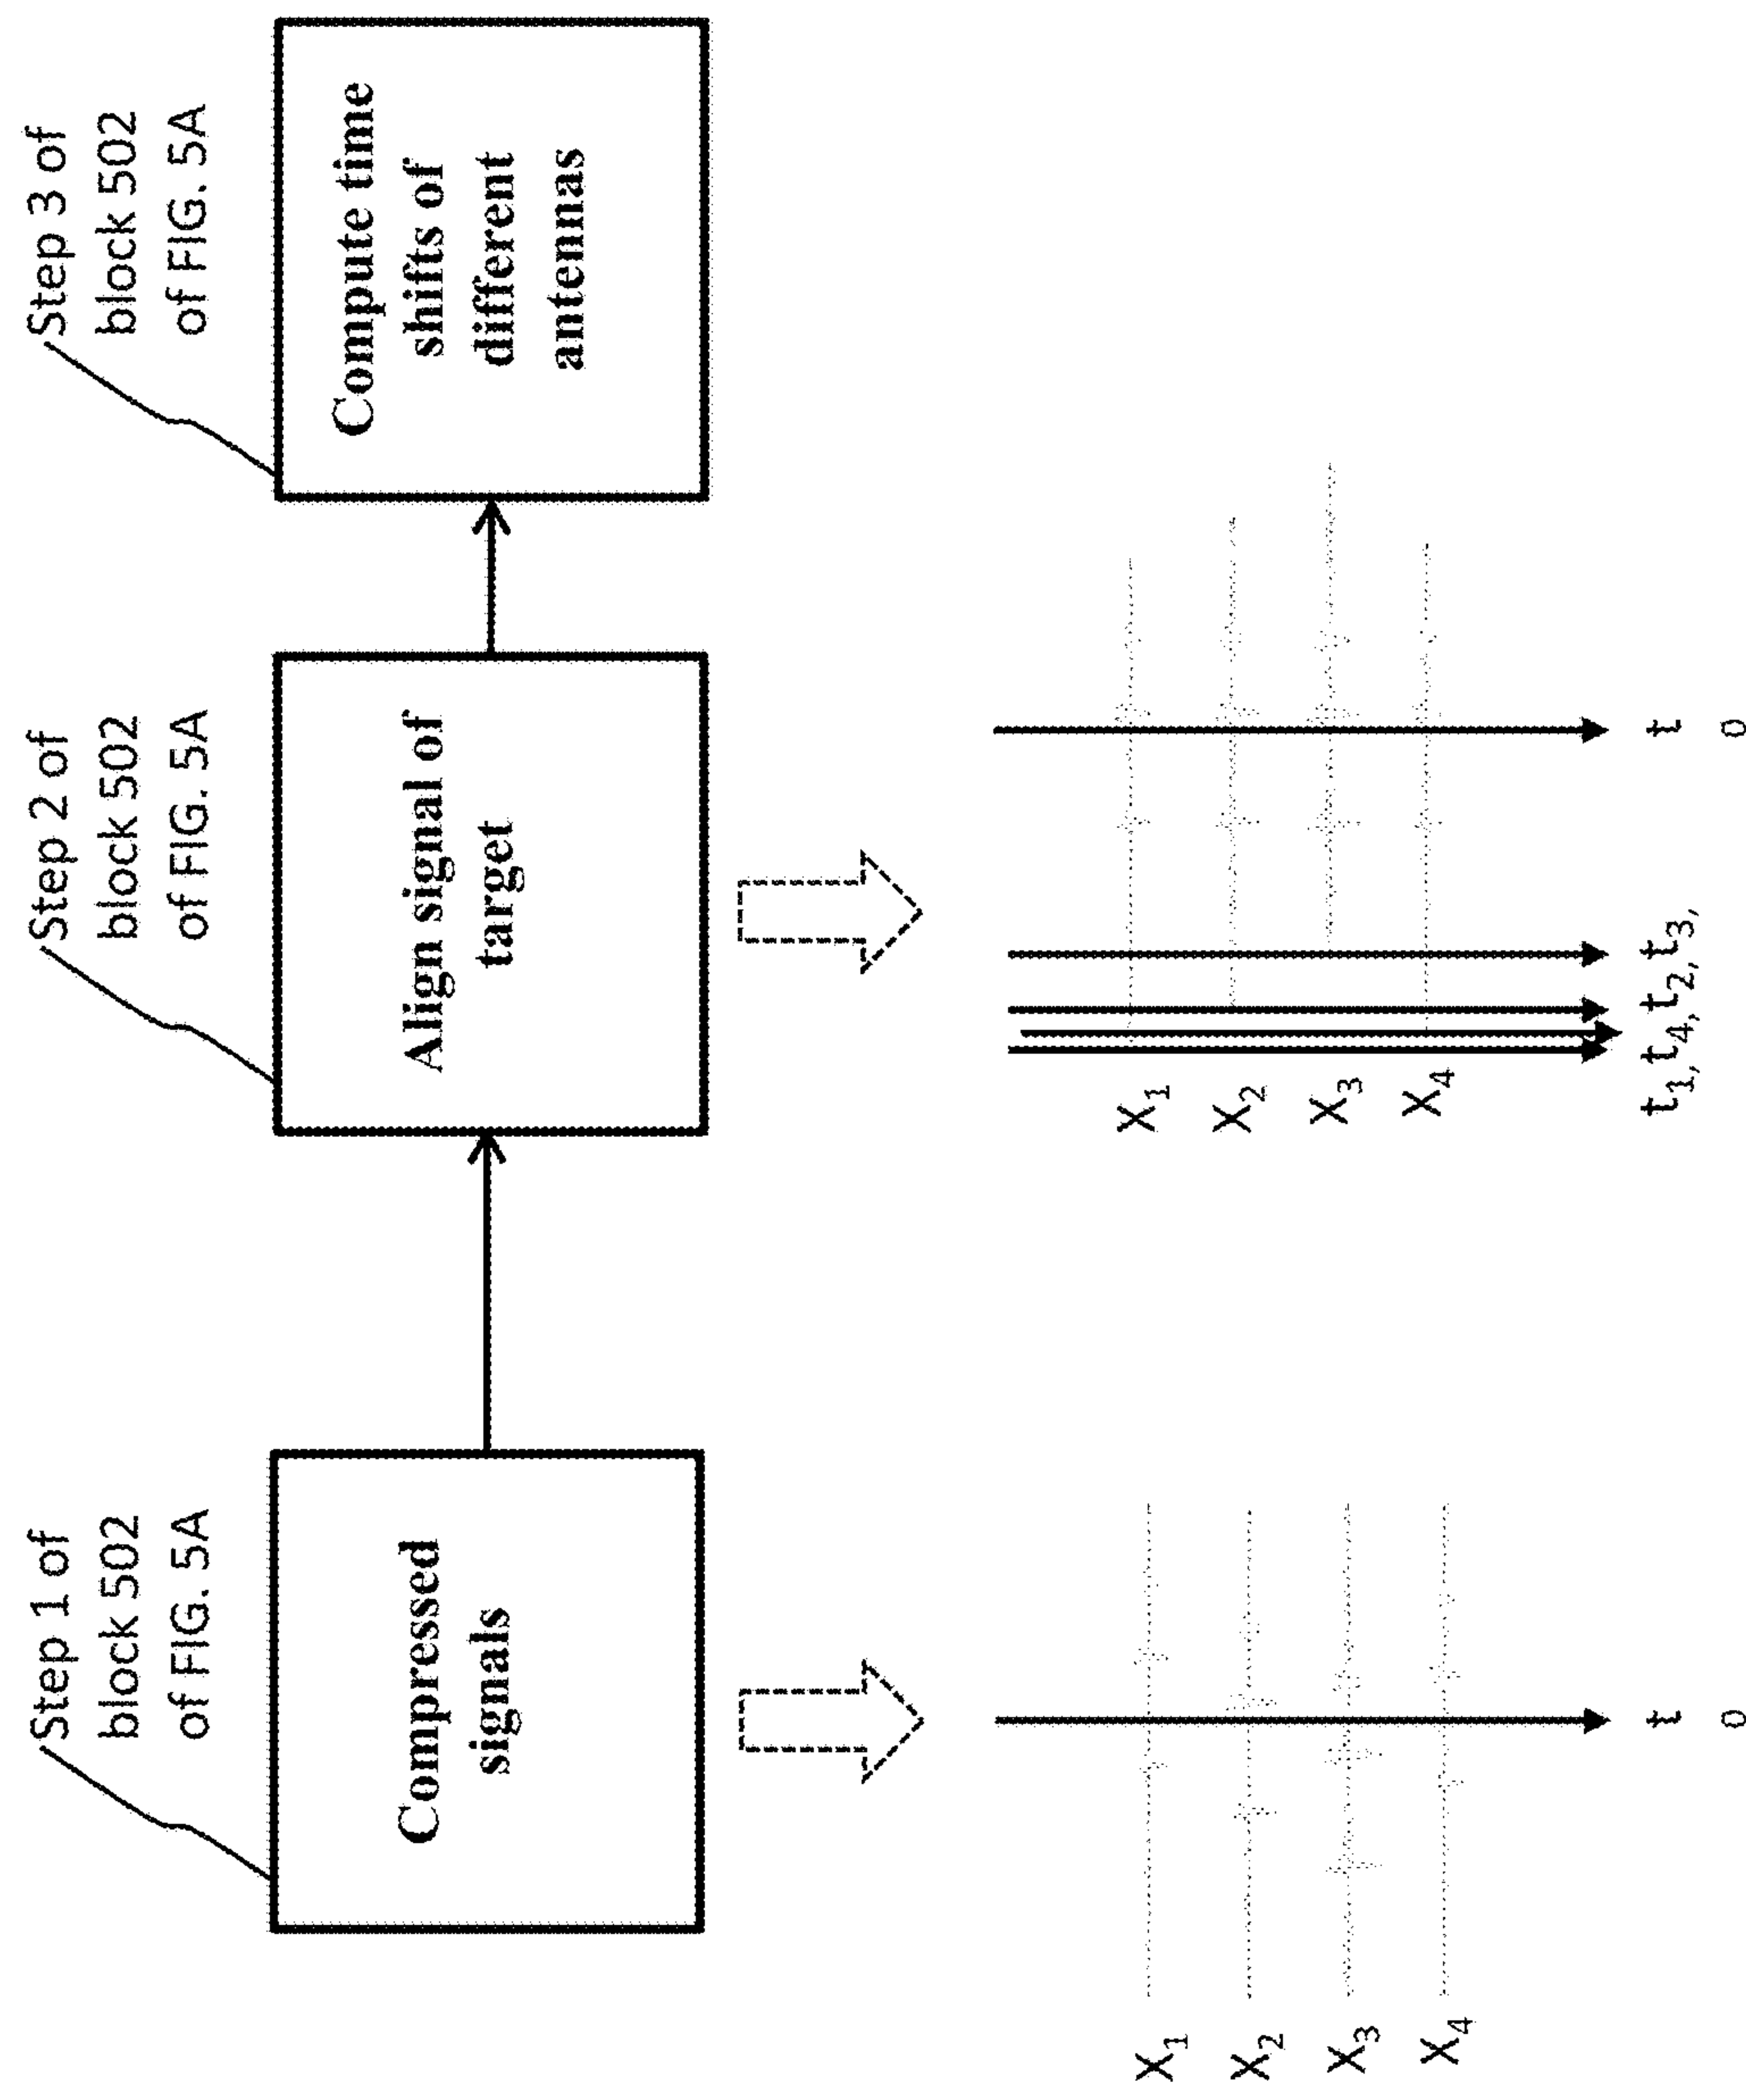 Step 1 of
block 502
of FIG. 5A
Step 2 of
block 502
of FIG. 5A
Step 3 of
block 502
of FIG. 5A
Compressed
signals
Align signal of
target
Compute time
shifts of
different
antennas
X₁
X₂
X₃
X₄
t
0
X₁
X₂
X₃
X₄
t₁, t₄, t₂, t₃,
t
0